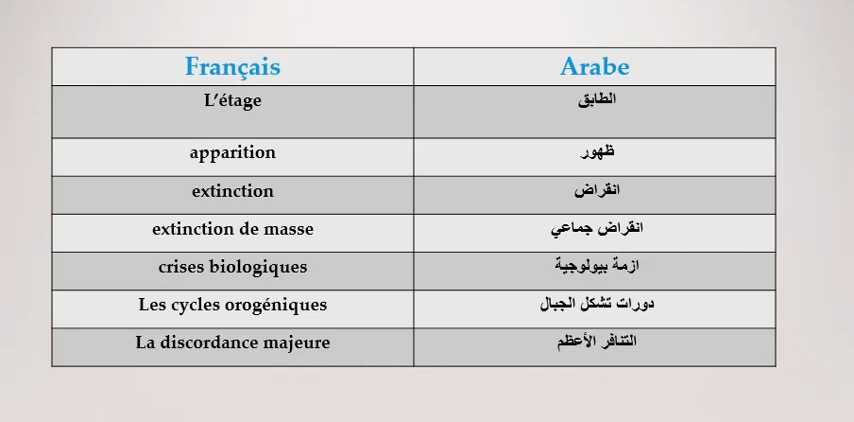 Français Arabe
L'étage الطابق
apparition ظهور
extinction انقراض
extinction de masse انقراض جماعي
crises biologiques ازمة بيولوجية
Les cycles orogéniques دورات تشكل الجبال
La discordance majeure التنافر الأعظم